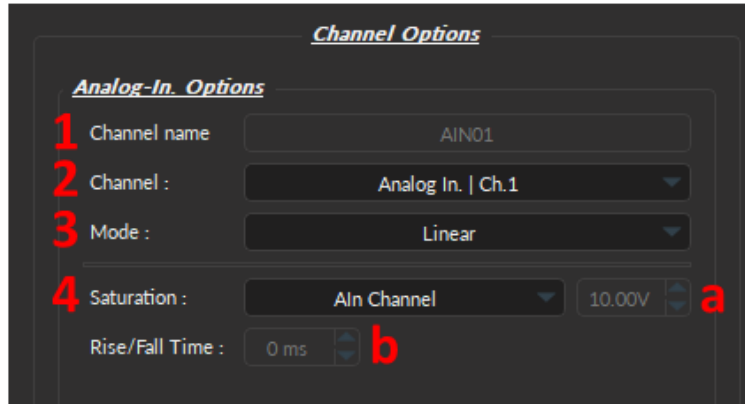 Channel Options
Analog-In. Options
1 Channel name AIN01
2 Channel : Analog In. | Ch.1
3 Mode : Linear
4 Saturation : AIn Channel 10.00V a
Rise/Fall Time : 0 ms b